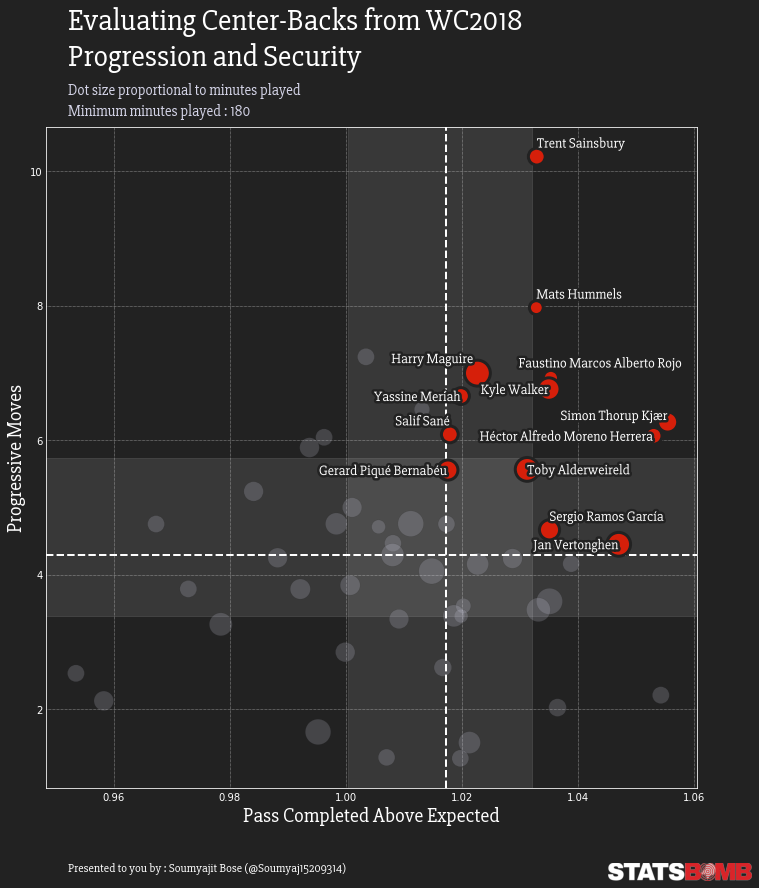 Evaluating Center-Backs from WC2018
Progression and Security
Dot size proportional to minutes played
Minimum minutes played : 180
Trent Sainsbury
10
Mats Hummels
8
Harry Maguire
Faustino Marcos Alberto Rojo
Yassine Meriah
Kyle Walker
Salif Sané
Simon Thorup Kjær
Héctor Alfredo Moreno Herrera
6
Gerard Piqué Bernabéu
Toby Alderweireld
Sergio Ramos García
Jan Vertonghen
4
2
Progressive Moves
0.96 0.98 1.00 1.02 1.04 1.06
Pass Completed Above Expected
Presented to you by : Soumyajit Bose (@Soumyaj15209314)
STATSBOMB